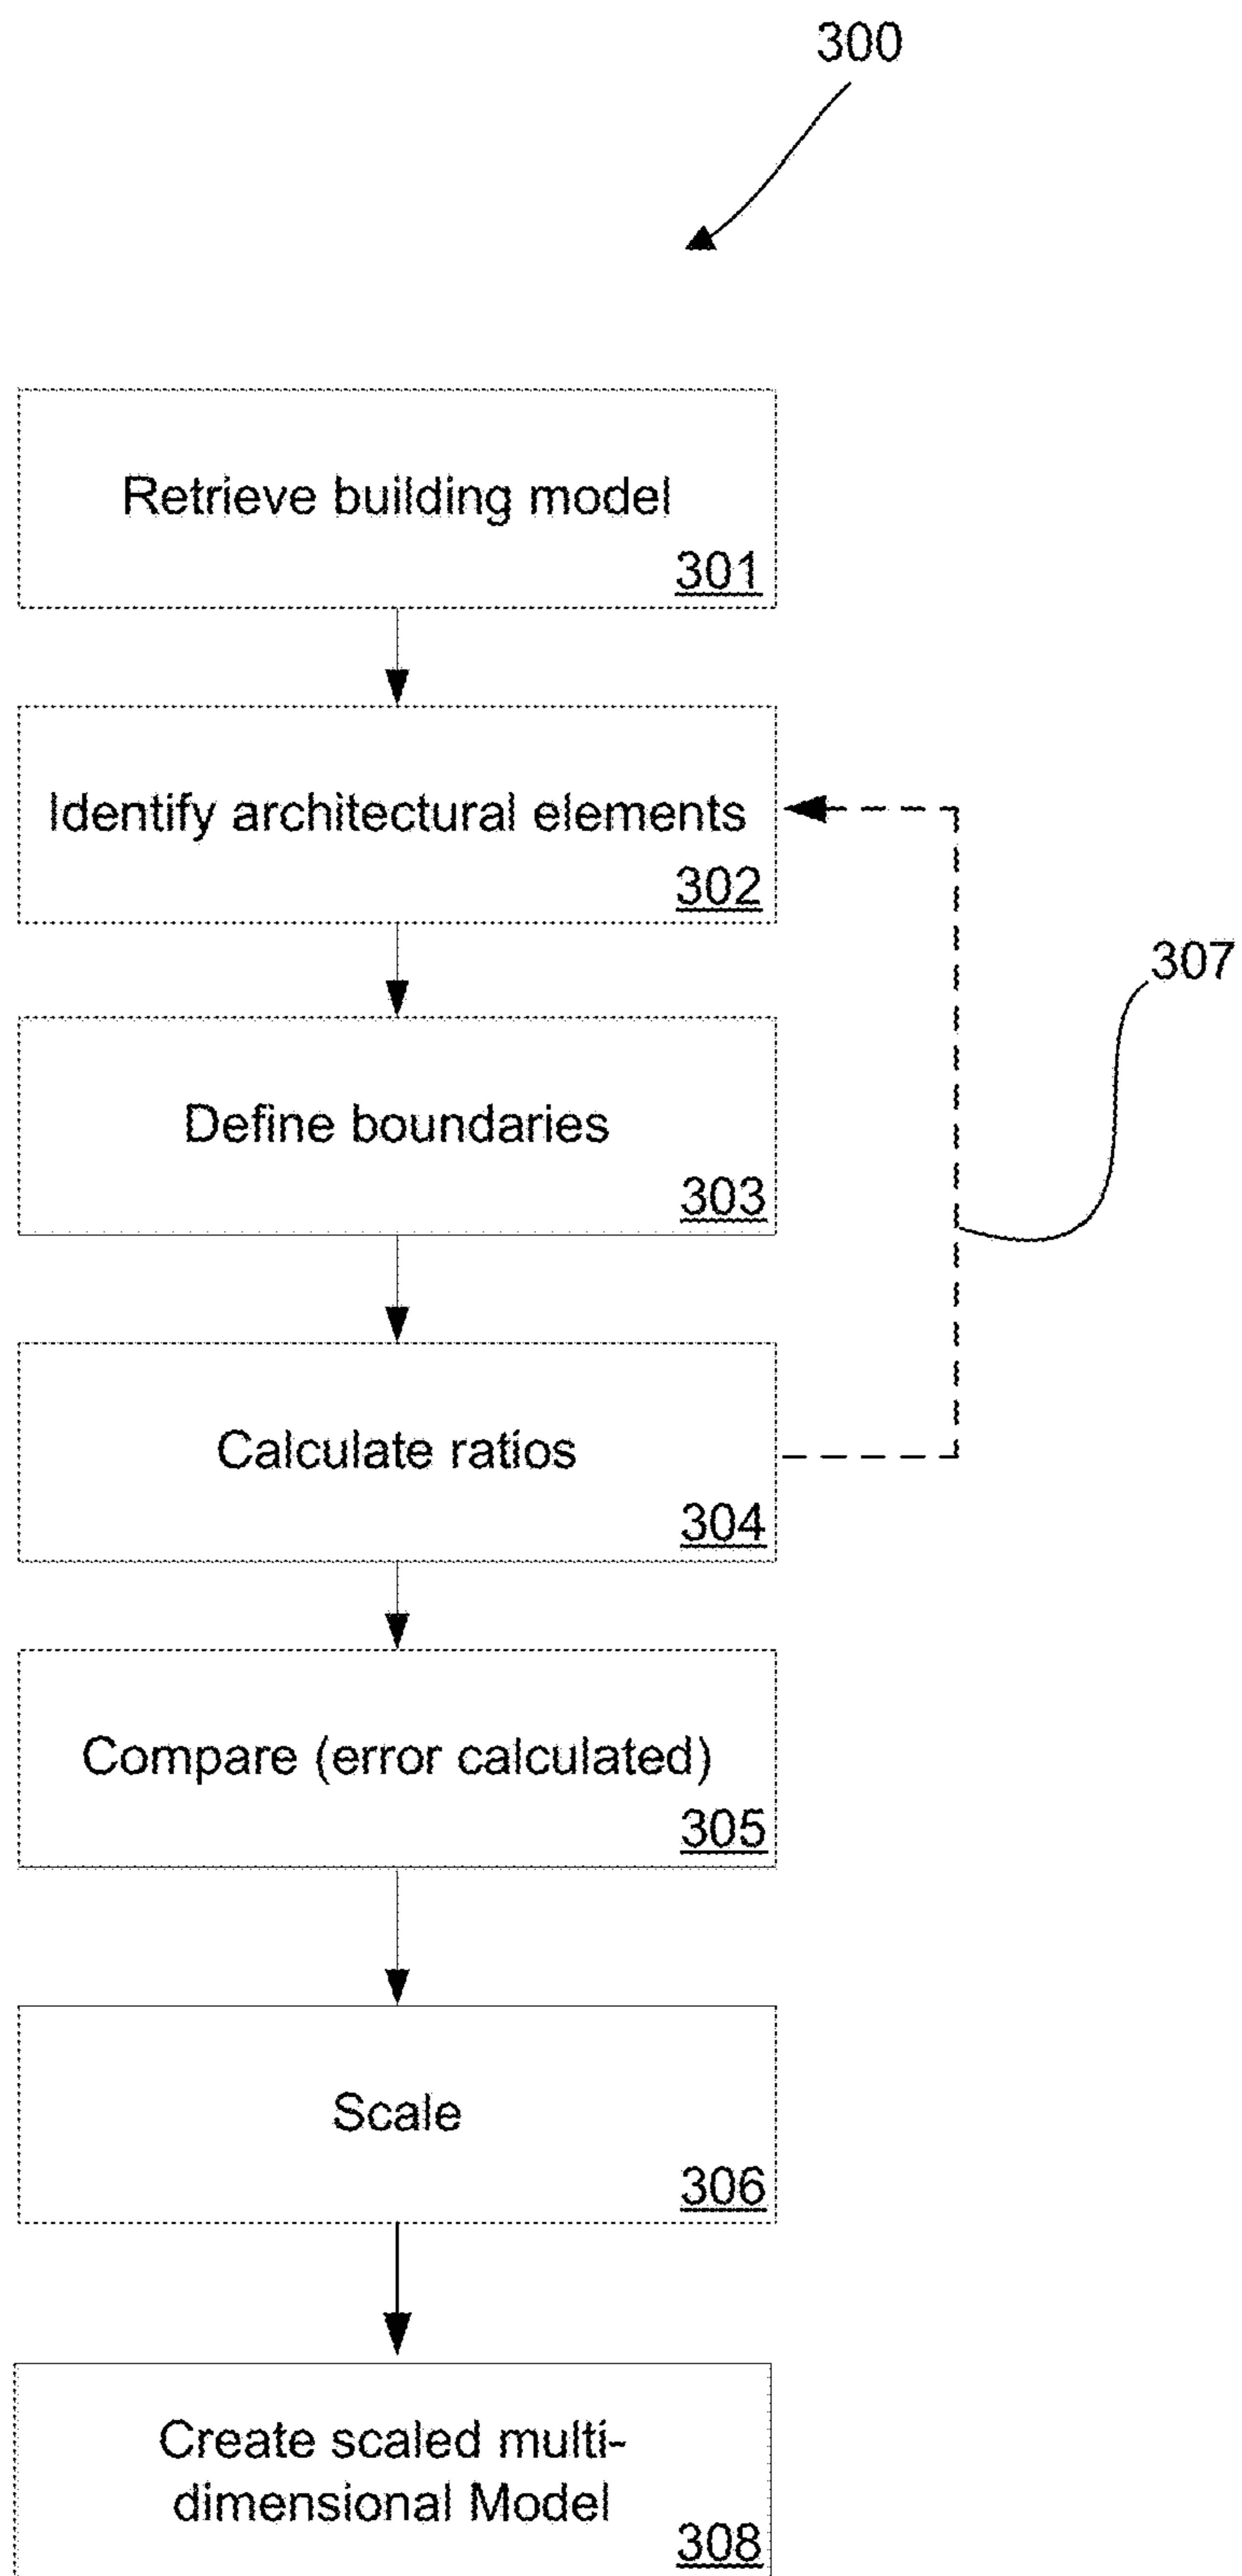 300
Retrieve building model
301
Identify architectural elements
302
307
Define boundaries
303
Calculate ratios
304
Compare (error calculated)
305
Scale
306
Create scaled multi-
dimensional Model
308